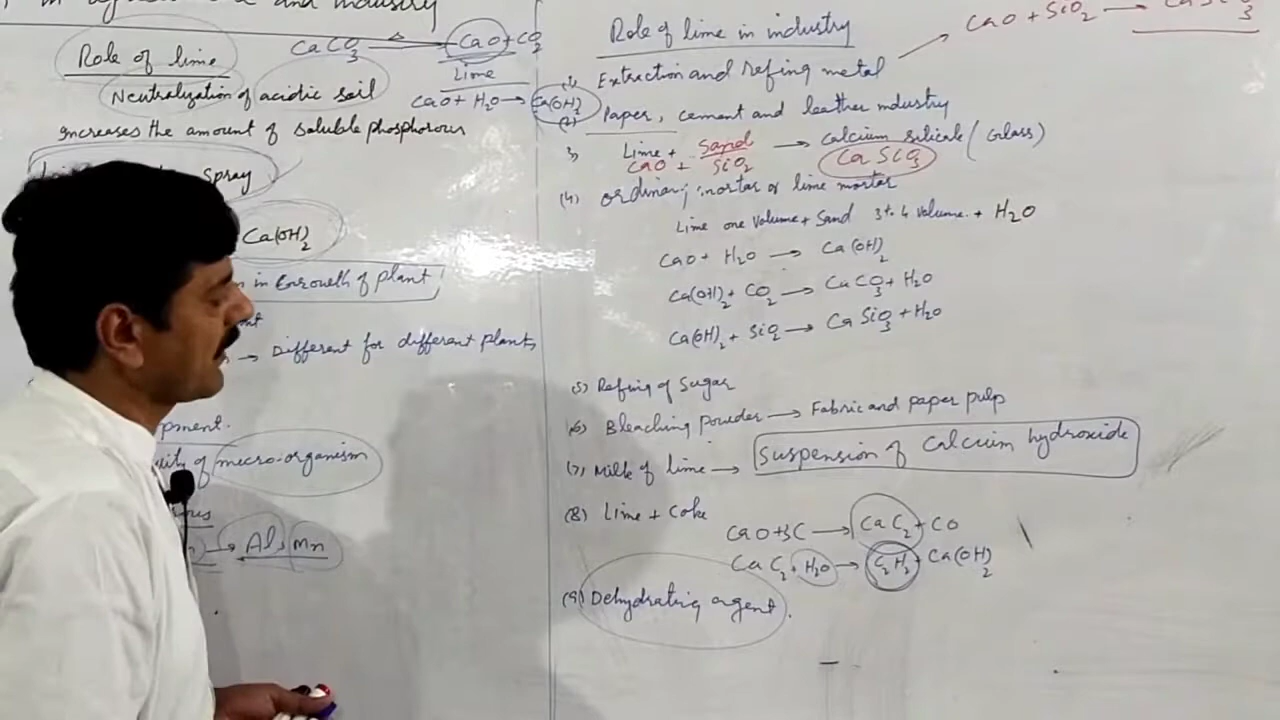 in and industry
Role of lime
CaCO3 → CaO + CO2
Lime
Neutralization of acidic soil
CaO + H2O → Ca(OH)2
increases the amount of soluble phosphorous
Spray
Ca(OH)2
in Growth of plant
→ Different for different plants
pment.
of mecro-organism
→ Al, Mn
Role of lime in industry
CaO + SiO2 →
(1) Extraction and refing metal
(2) Paper, cement and leather industry
3) Lime + Sand → Calcium silicate (Glass)
CaO + SiO2 CaSiO3
(4) ordinary mortar or lime mortar
Lime one volume + Sand 3 to 4 volume. + H2O
CaO + H2O → Ca(OH)2
Ca(OH)2 + CO2 → CaCO3 + H2O
Ca(OH)2 + SiO2 → CaSiO3 + H2O
(5) Refing of Sugar
(6) Bleaching powder → Fabric and paper pulp
(7) Milk of lime → Suspension of Calcium hydroxide
(8) Lime + Coke
CaO + 3C → CaC2 + CO
CaC2 + H2O → C2H2 + Ca(OH)2
(9) Dehydrating agent.